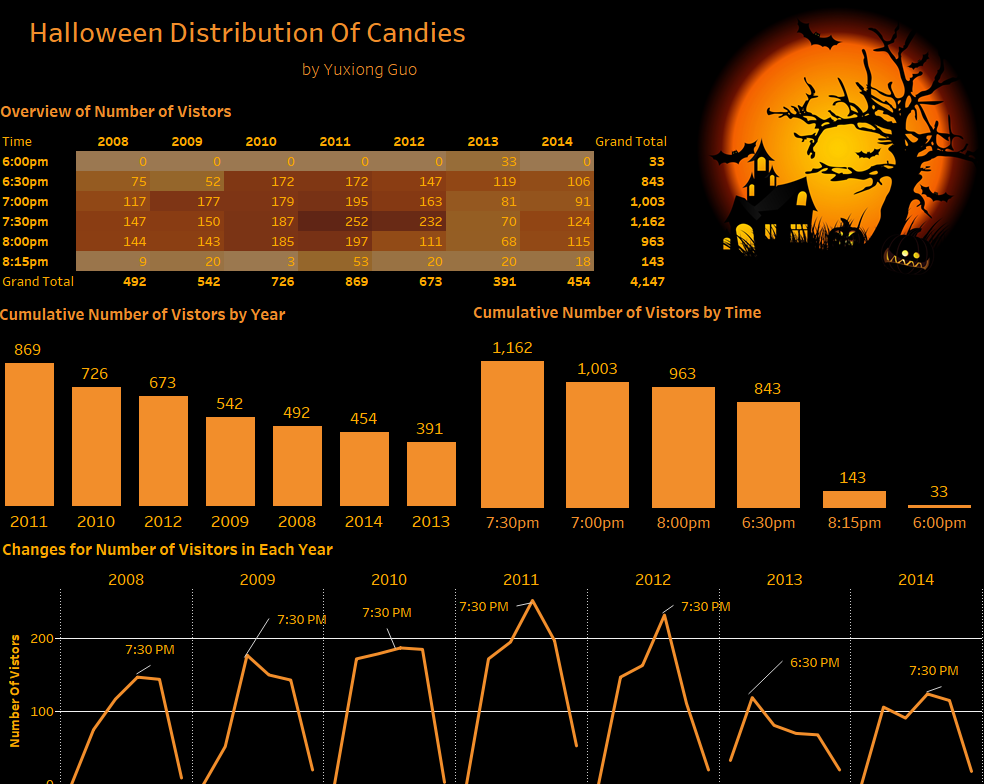 Halloween Distribution Of Candies
by Yuxiong Guo
Overview of Number of Vistors
Time 2008 2009 2010 2011 2012 2013 2014 Grand Total
6:00pm 0 0 0 0 0 33 0 33
6:30pm 75 52 172 172 147 119 106 843
7:00pm 117 177 179 195 163 81 91 1,003
7:30pm 147 150 187 252 232 70 124 1,162
8:00pm 144 143 185 197 111 68 115 963
8:15pm 9 20 3 53 20 20 18 143
Grand Total 492 542 726 869 673 391 454 4,147
Cumulative Number of Vistors by Year
869 726 673 542 492 454 391
2011 2010 2012 2009 2008 2014 2013
Cumulative Number of Vistors by Time
1,162 1,003 963 843 143 33
7:30pm 7:00pm 8:00pm 6:30pm 8:15pm 6:00pm
Changes for Number of Visitors in Each Year
2008 2009 2010 2011 2012 2013 2014
Number Of Vistors
200
100
0
7:30 PM
7:30 PM
7:30 PM
7:30 PM
7:30 PM
6:30 PM
7:30 PM